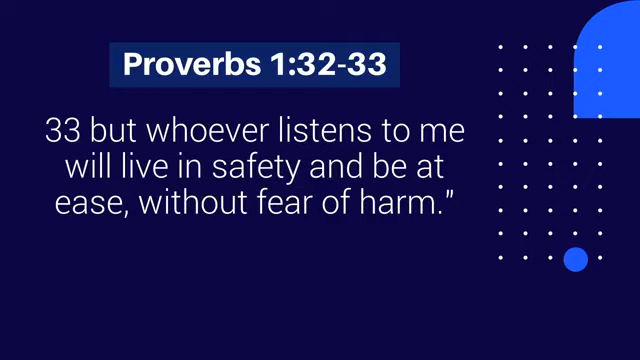 Proverbs 1:32-33
33 but whoever listens to me
will live in safety and be at
ease, without fear of harm.”